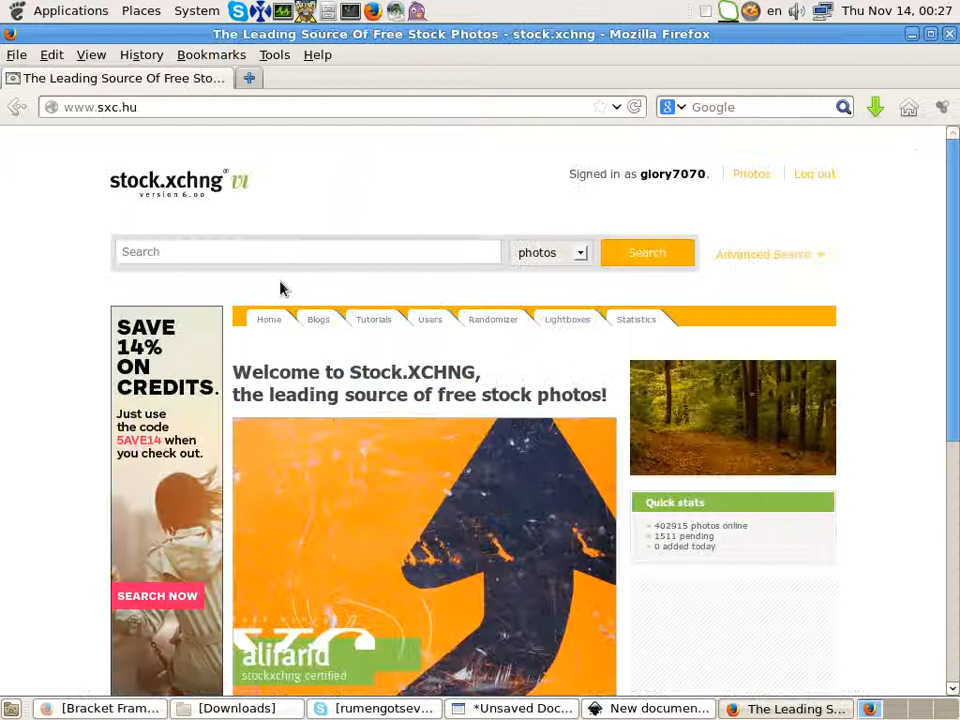 Applications Places System en Thu Nov 14, 00:27
The Leading Source Of Free Stock Photos - stock.xchng - Mozilla Firefox
File Edit View History Bookmarks Tools Help
The Leading Source Of Free Sto...
www.sxc.hu Google
stock.xchng® VI
version 6.00
Signed in as glory7070. Photos Log out
Search photos Search Advanced Search
Home Blogs Tutorials Users Randomizer Lightboxes Statistics
SAVE
14%
ON
CREDITS.
Just use
the code
5AVE14 when
you check out.
SEARCH NOW
Welcome to Stock.XCHNG,
the leading source of free stock photos!
alifarid
stockxchng certified
Quick stats
402915 photos online
1511 pending
0 added today
[Bracket Fram... [Downloads] [rumengotsev... *Unsaved Doc... New documen... The Leading S...